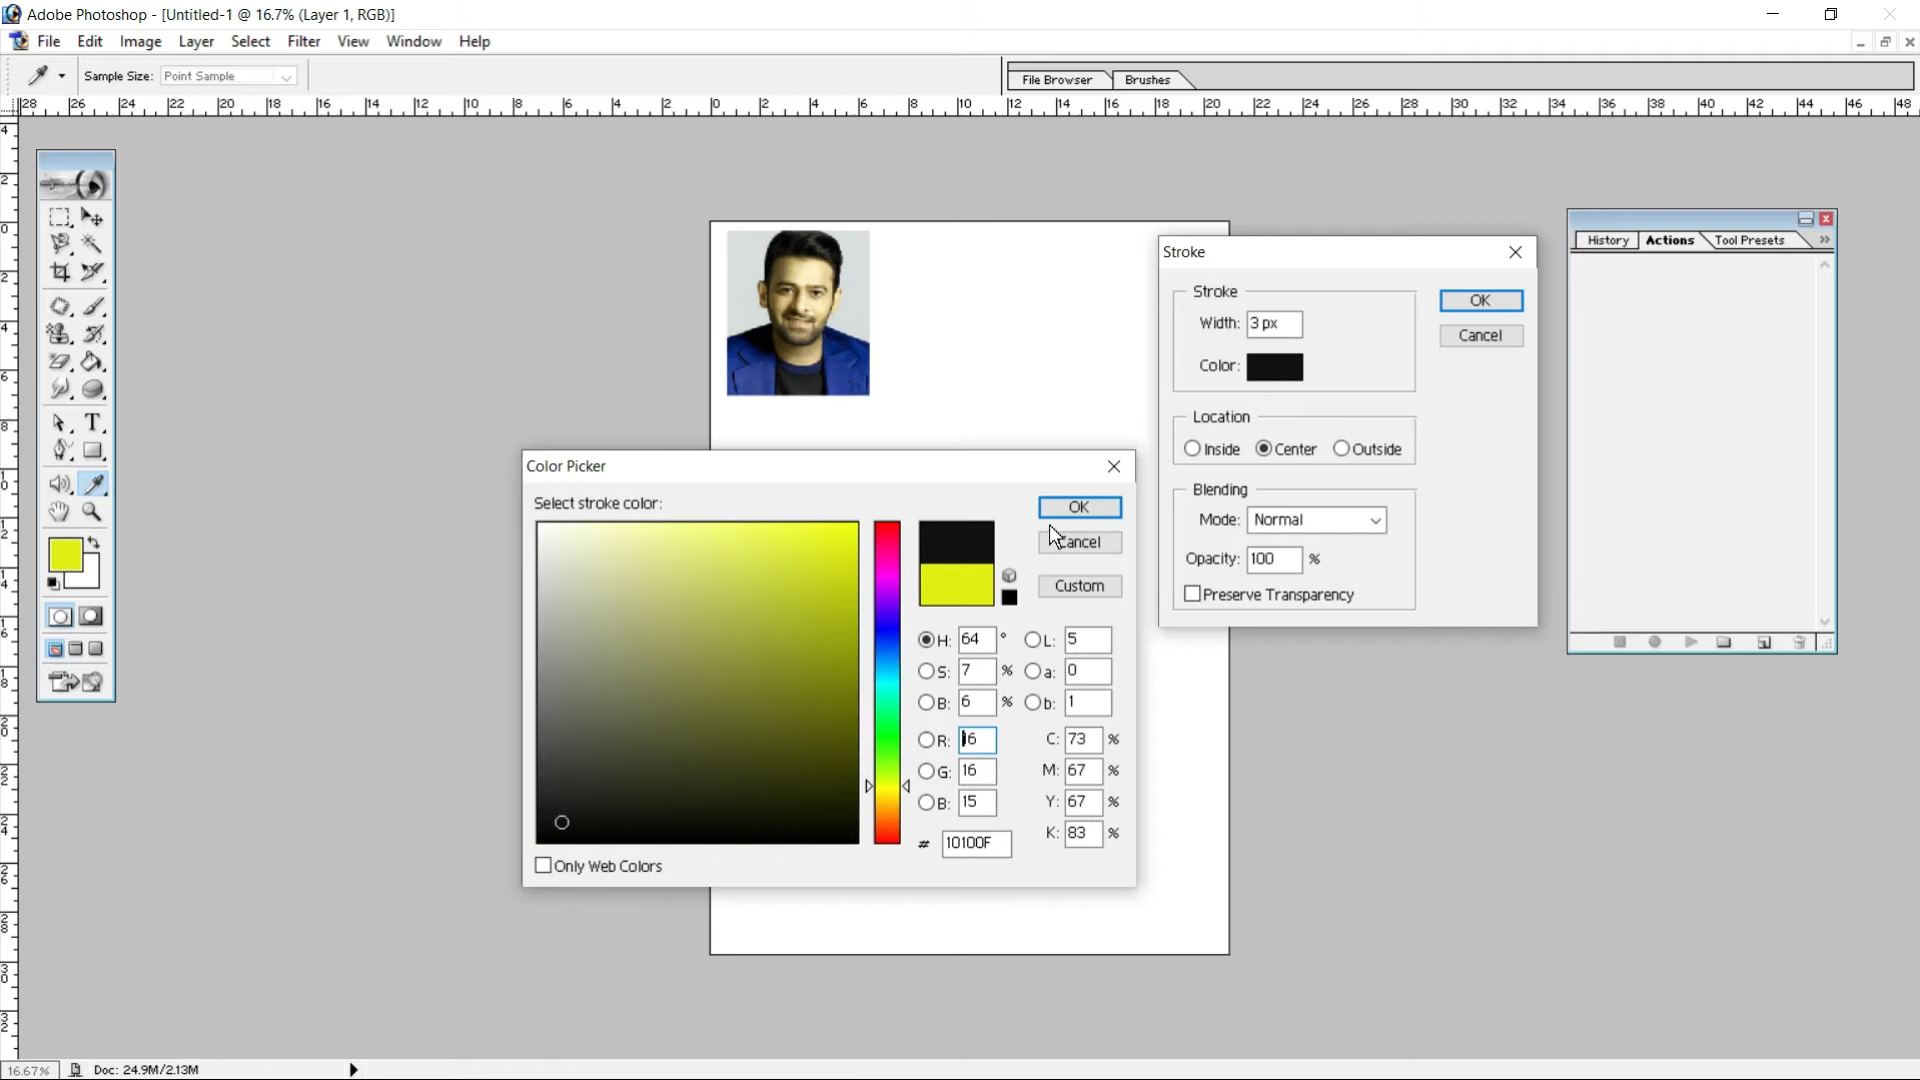 Adobe Photoshop - [Untitled-1 @ 16.7% (Layer 1, RGB)]
File Edit Image Layer Select Filter View Window Help
Sample Size: Point Sample
File Browser Brushes
28 26 24 22 20 18 16 14 12 10 8 6 4 2 0 2 4 6 8 10 12 14 16 18 20 22 24 26 28 30 32 34 36 38 40 42 44 46 48
Stroke
History Actions Tool Presets
Stroke
OK
Width: 3 px
Cancel
Color:
Location
Inside Center Outside
Color Picker
Select stroke color:
OK
Cancel
Custom
Blending
Mode: Normal
Opacity: 100 %
Preserve Transparency
H: 64 ° L: 5
S: 7 % a: 0
B: 6 % b: 1
R: 16 C: 73 %
G: 16 M: 67 %
B: 15 Y: 67 %
# 10100F K: 83 %
Only Web Colors
16.67% Doc: 24.9M/2.13M